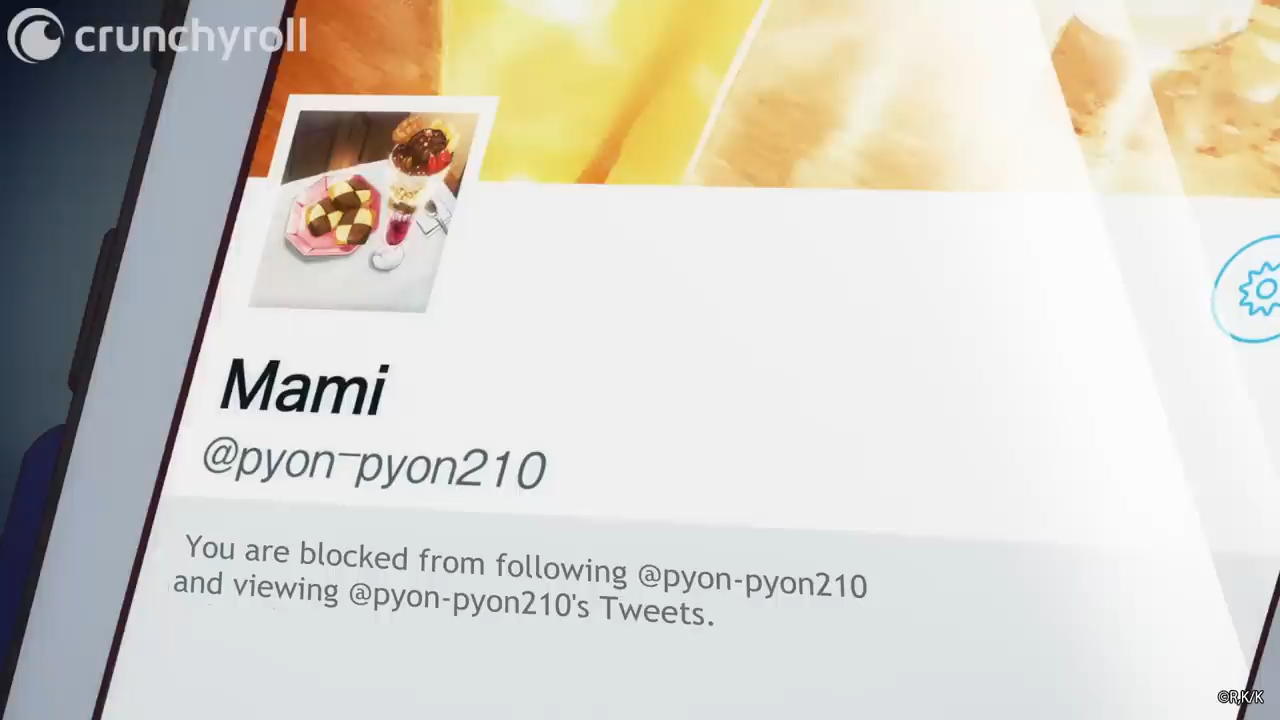 crunchyroll
Mami
@pyon-pyon210
You are blocked from following @pyon-pyon210
and viewing @pyon-pyon210's Tweets.
©R,K/K